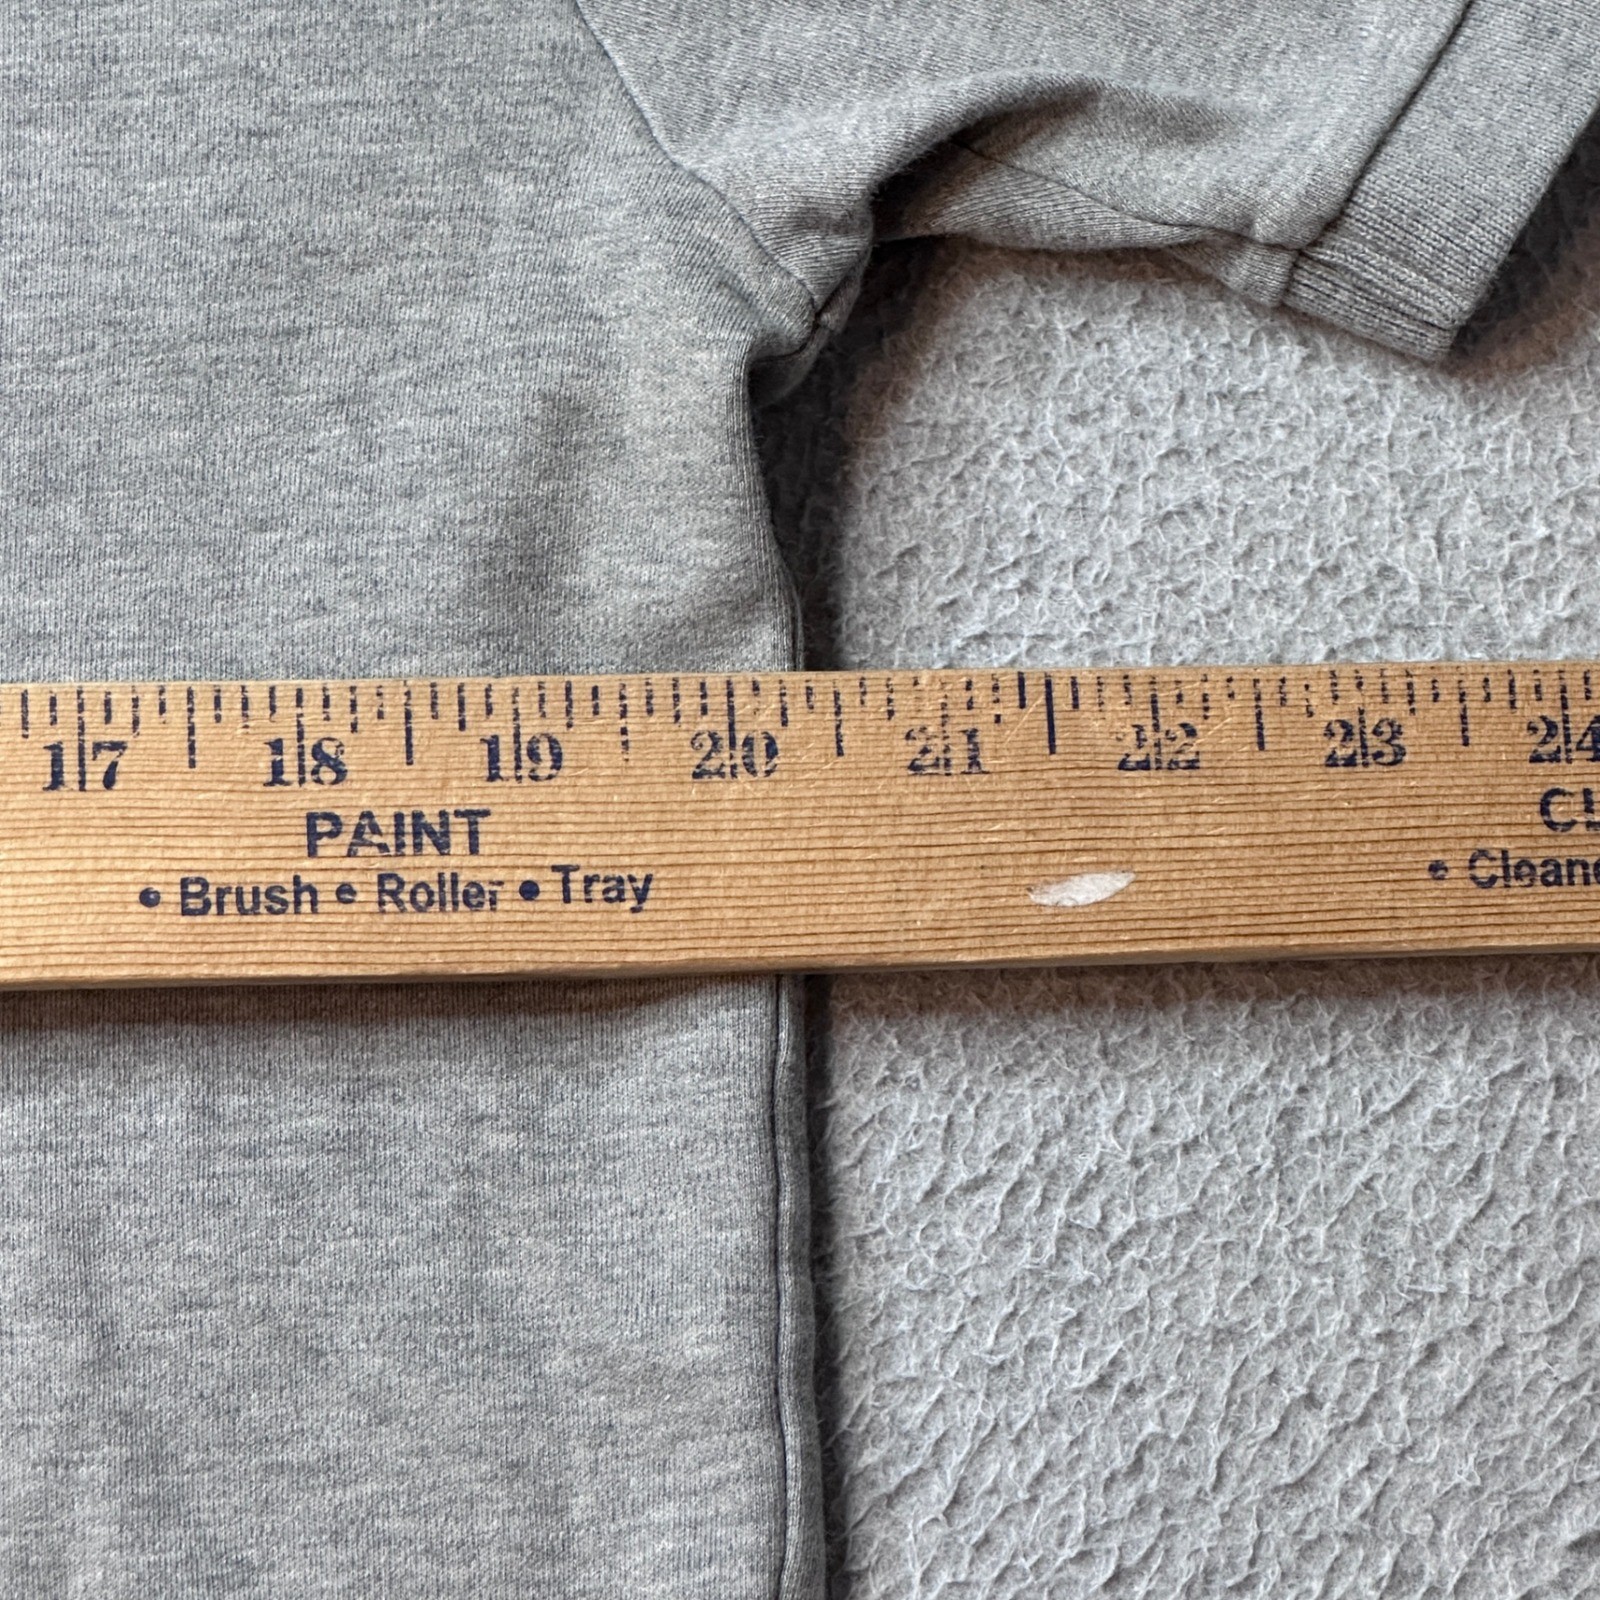 17 18 19 20 21 22 23 24
PAINT
• Brush • Roller • Tray